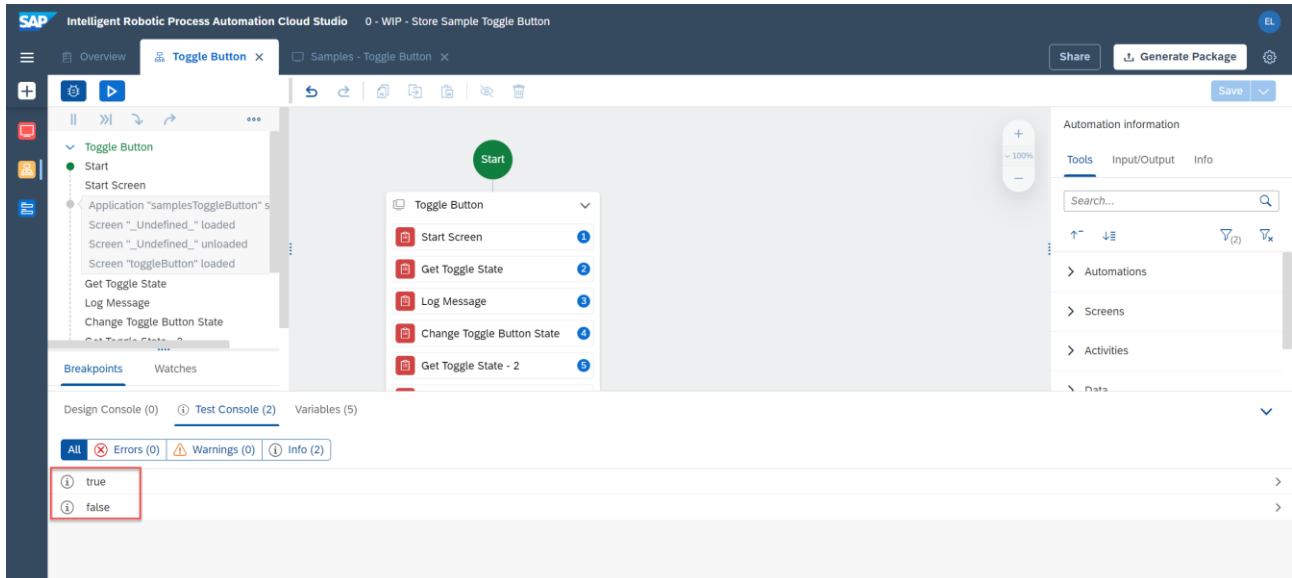 SAP Intelligent Robotic Process Automation Cloud Studio 0 - WIP - Store Sample Toggle Button EL
Overview Toggle Button Samples - Toggle Button Share Generate Package
Save
Toggle Button
Start
Start Screen
Application "samplesToggleButton" s
Screen "_Undefined_" loaded
Screen "_Undefined_" unloaded
Screen "toggleButton" loaded
Get Toggle State
Log Message
Change Toggle Button State
Get Toggle State - 2
Breakpoints Watches
Start
Toggle Button
Start Screen 1
Get Toggle State 2
Log Message 3
Change Toggle Button State 4
Get Toggle State - 2 5
100%
Automation information
Tools Input/Output Info
Search...
(2)
Automations
Screens
Activities
Data
Design Console (0) Test Console (2) Variables (5)
All Errors (0) Warnings (0) Info (2)
true
false